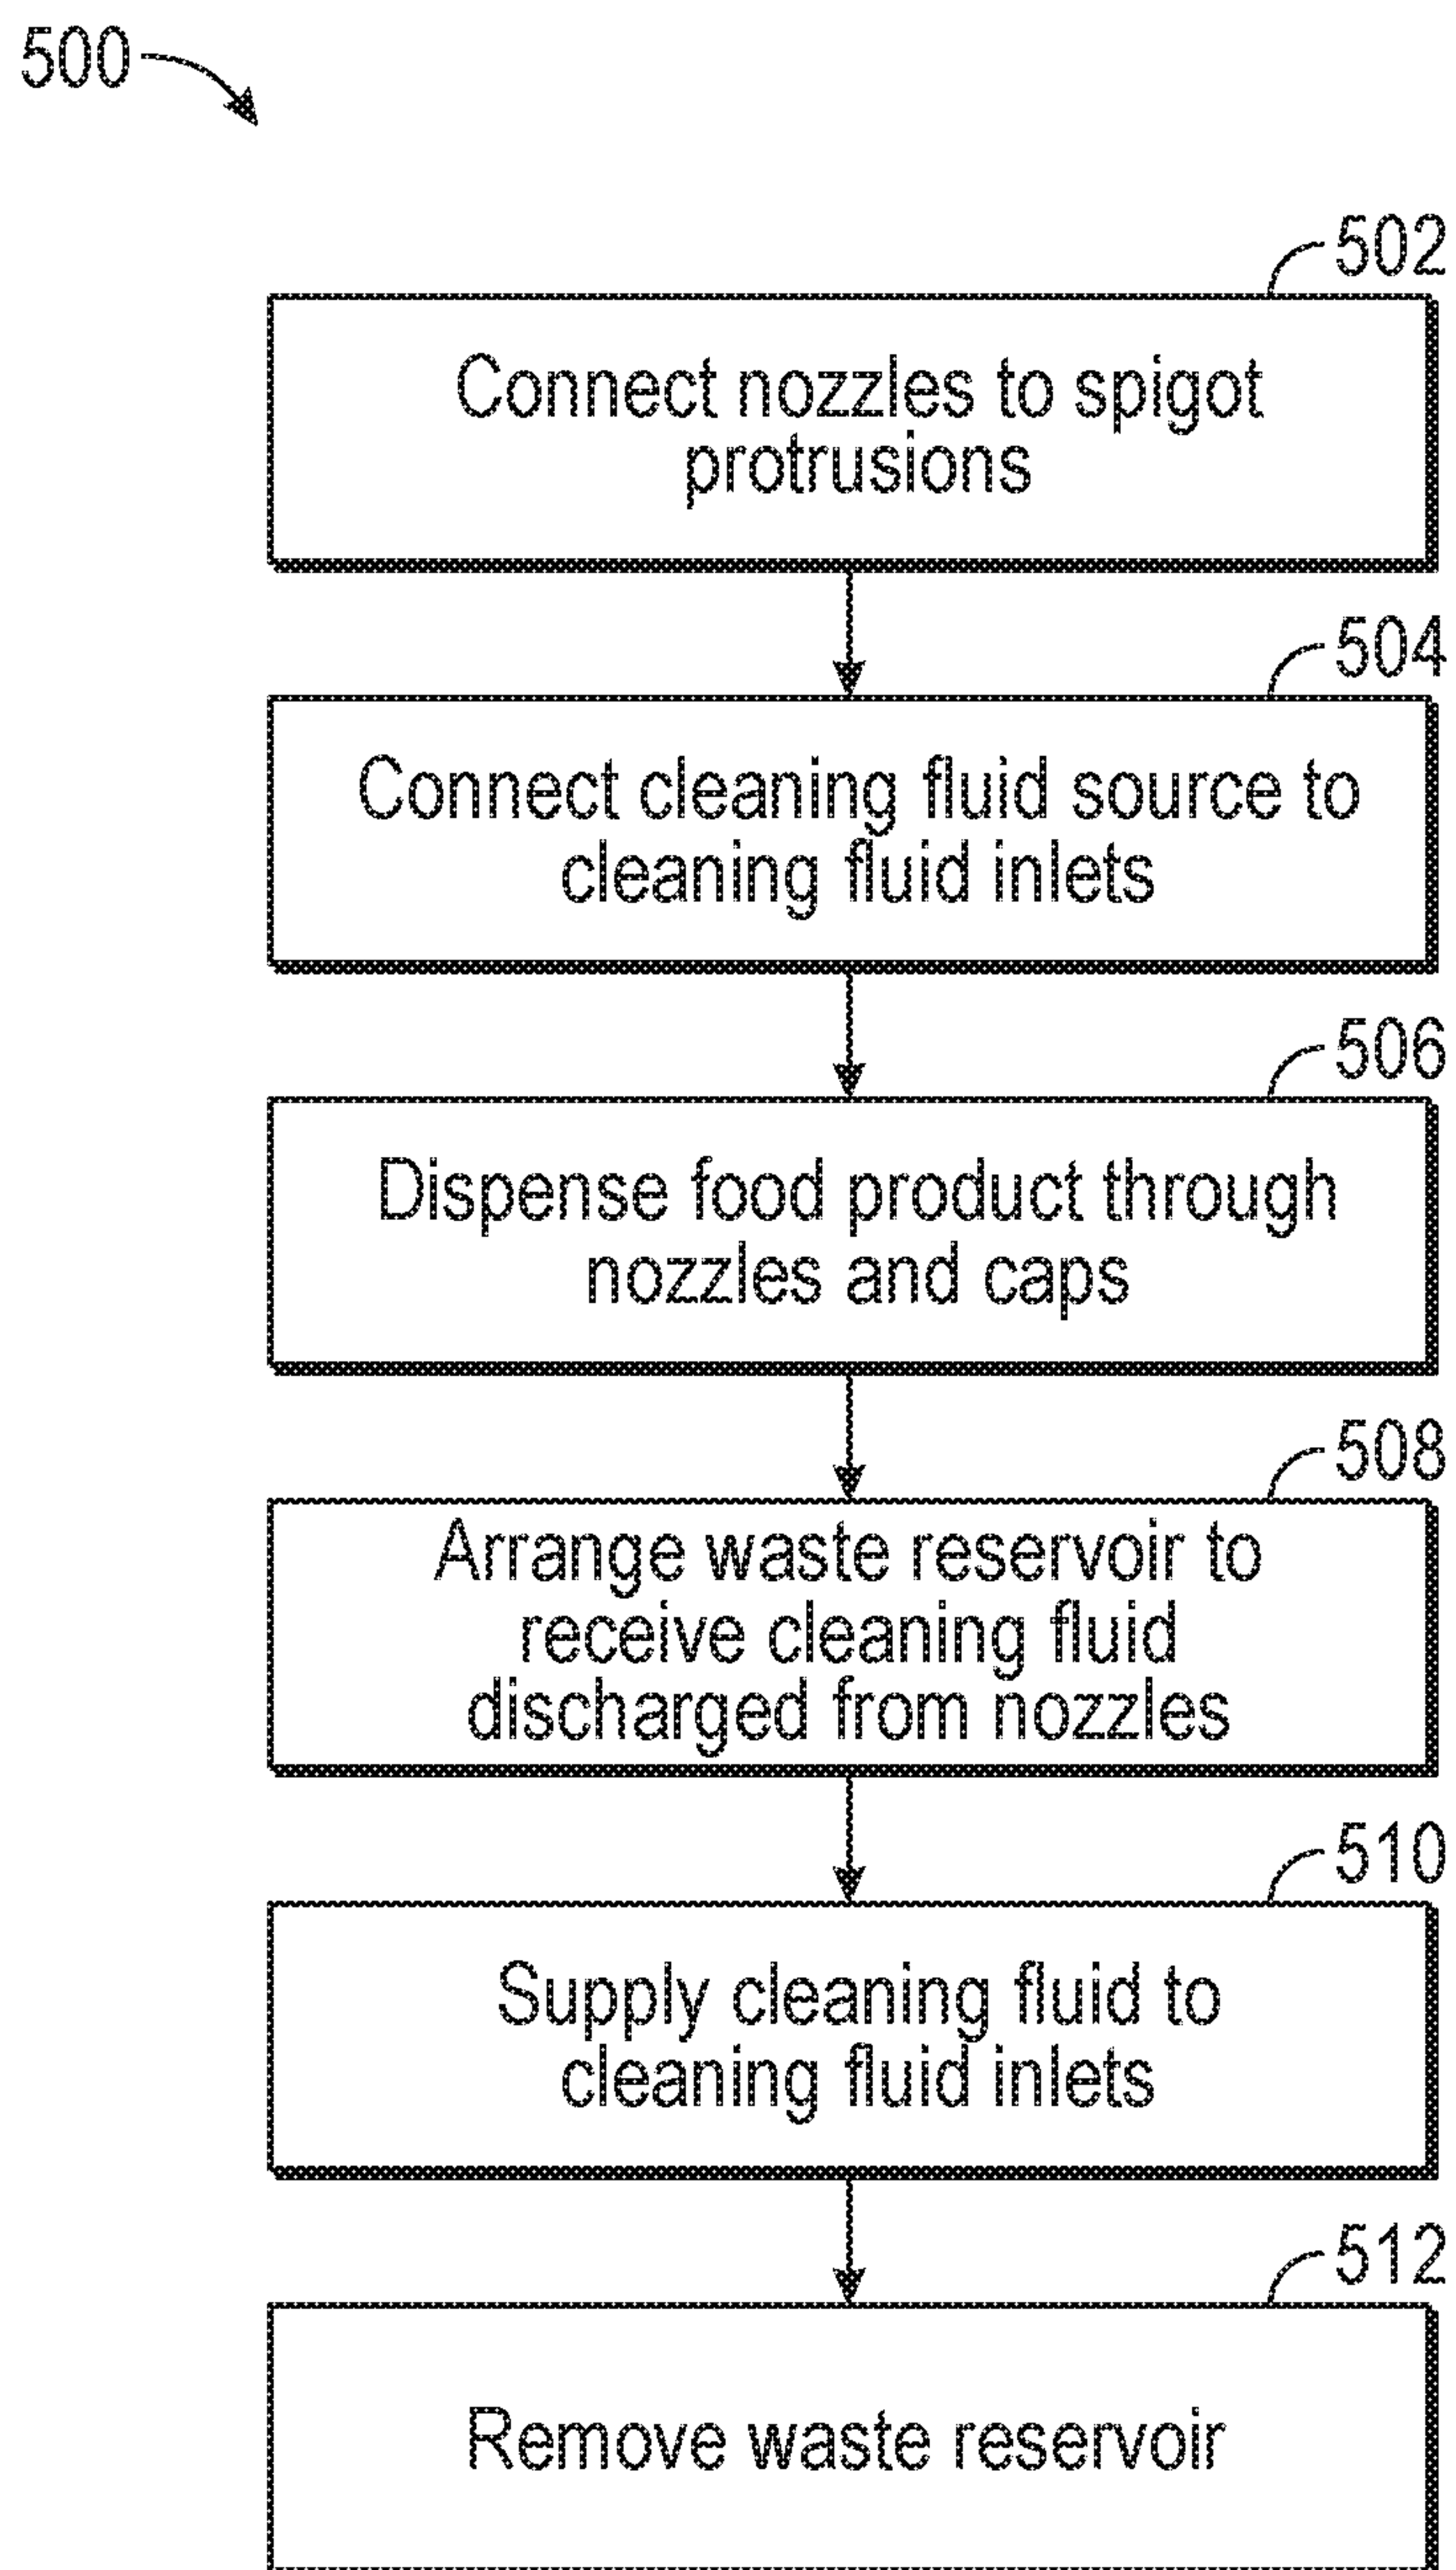 500
502
Connect nozzles to spigot
protrusions
504
Connect cleaning fluid source to
cleaning fluid inlets
506
Dispense food product through
nozzles and caps
508
Arrange waste reservoir to
receive cleaning fluid
discharged from nozzles
510
Supply cleaning fluid to
cleaning fluid inlets
512
Remove waste reservoir